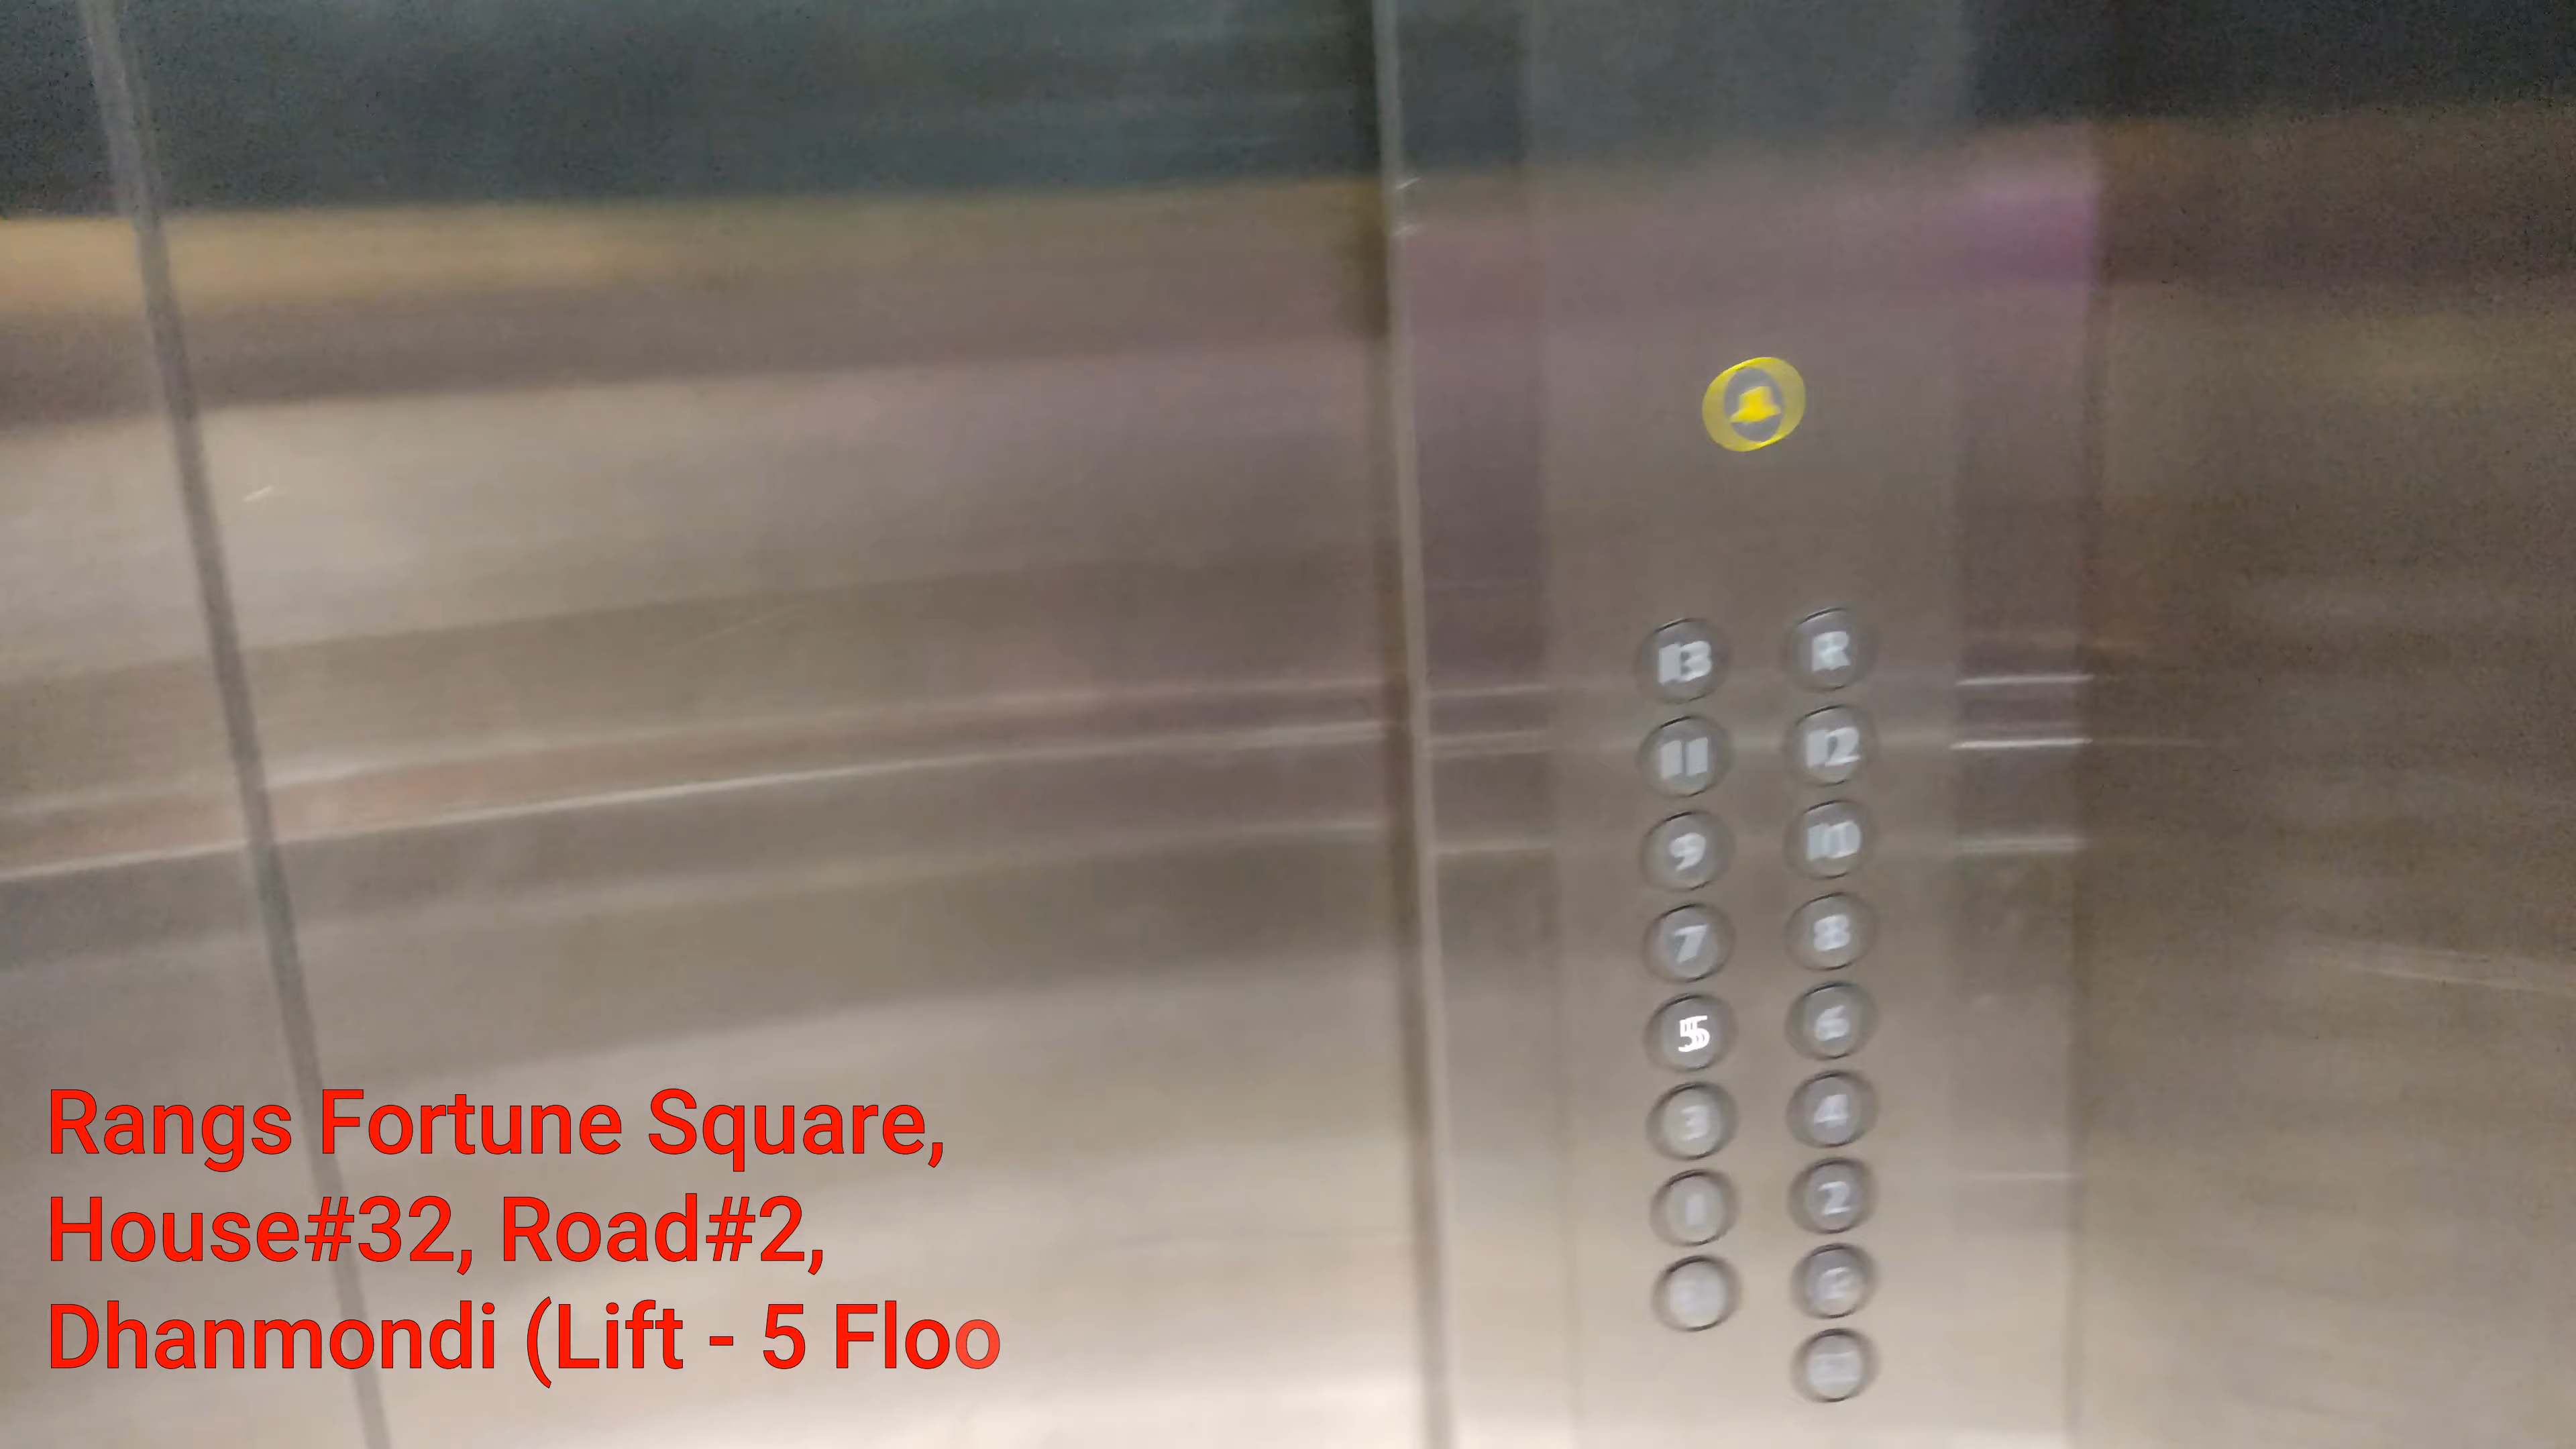 13 R
11 12
9 10
7 8
5 6
3 4
1 2
Rangs Fortune Square,
House#32, Road#2,
Dhanmondi (Lift - 5 Floo